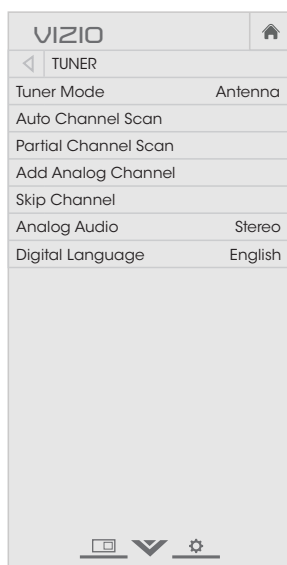 VIZIO
TUNER
Tuner Mode Antenna
Auto Channel Scan
Partial Channel Scan
Add Analog Channel
Skip Channel
Analog Audio Stereo
Digital Language English